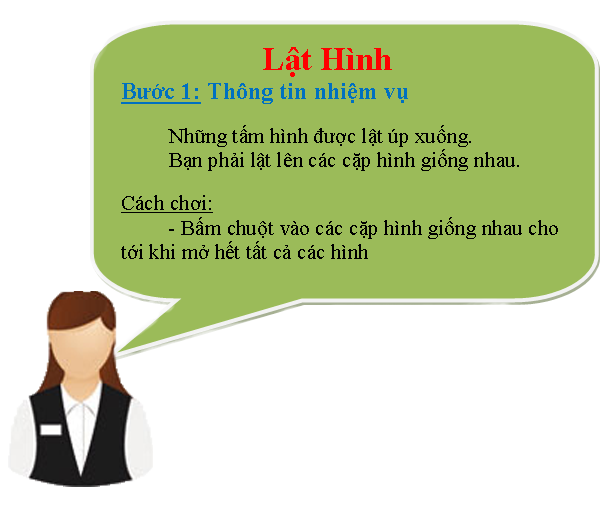 Lật Hình
Bước 1: Thông tin nhiệm vụ
Những tấm hình được lật úp xuống.
Bạn phải lật lên các cặp hình giống nhau.
Cách chơi:
- Bấm chuột vào các cặp hình giống nhau cho
tới khi mở hết tất cả các hình